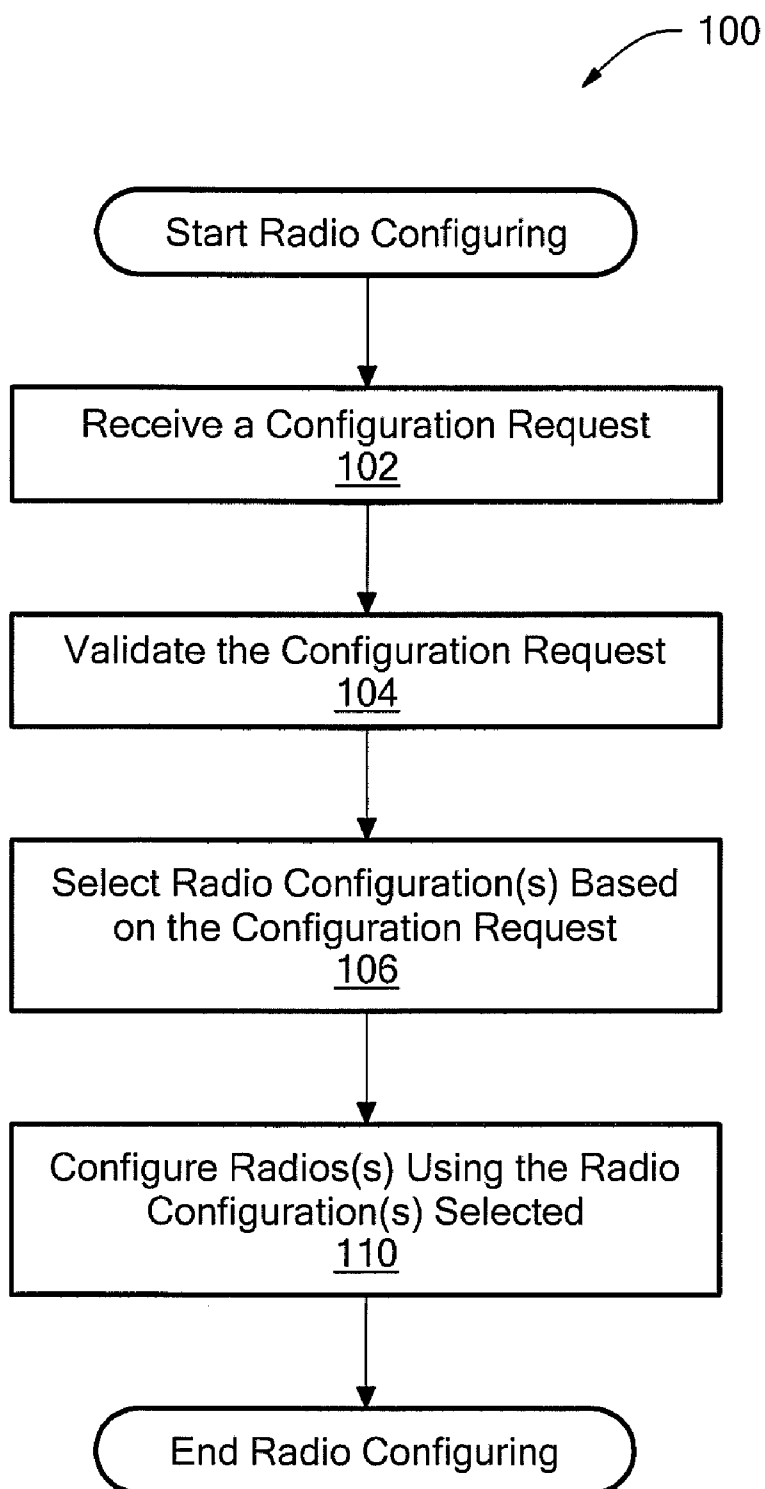 100
Start Radio Configuring
Receive a Configuration Request
102
Validate the Configuration Request
104
Select Radio Configuration(s) Based
on the Configuration Request
106
Configure Radios(s) Using the Radio
Configuration(s) Selected
110
End Radio Configuring